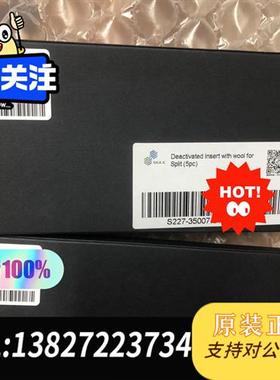 关注
Deactivated insert with wool for
Split (5pc)
S227-35007
HOT!
100%
原装正
:13827223734
支持对公